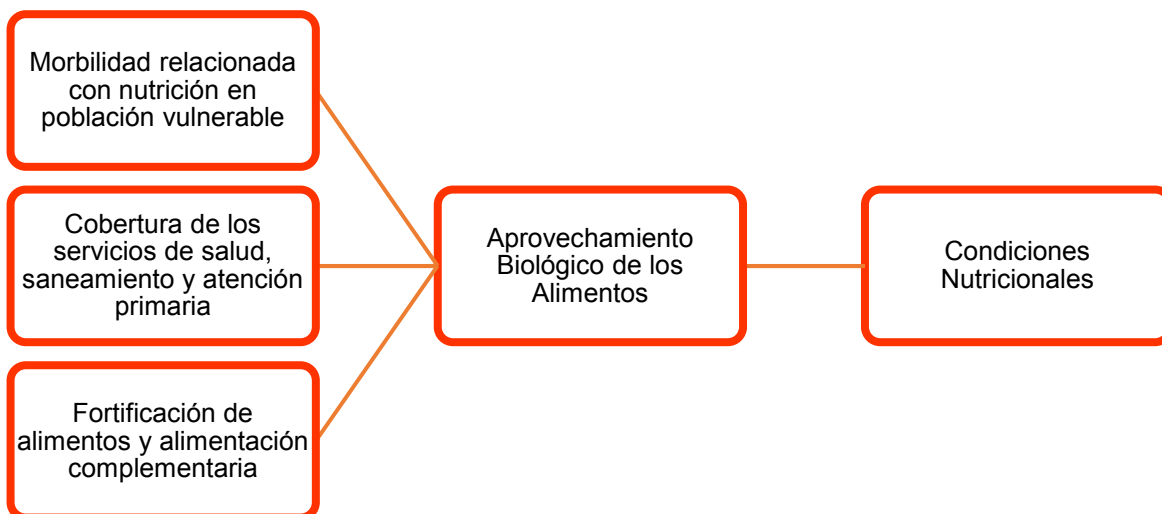 Morbilidad relacionada
con nutrición en
población vulnerable
Cobertura de los
servicios de salud,
saneamiento y atención
primaria
Fortificación de
alimentos y alimentación
complementaria
Aprovechamiento
Biológico de los
Alimentos
Condiciones
Nutricionales